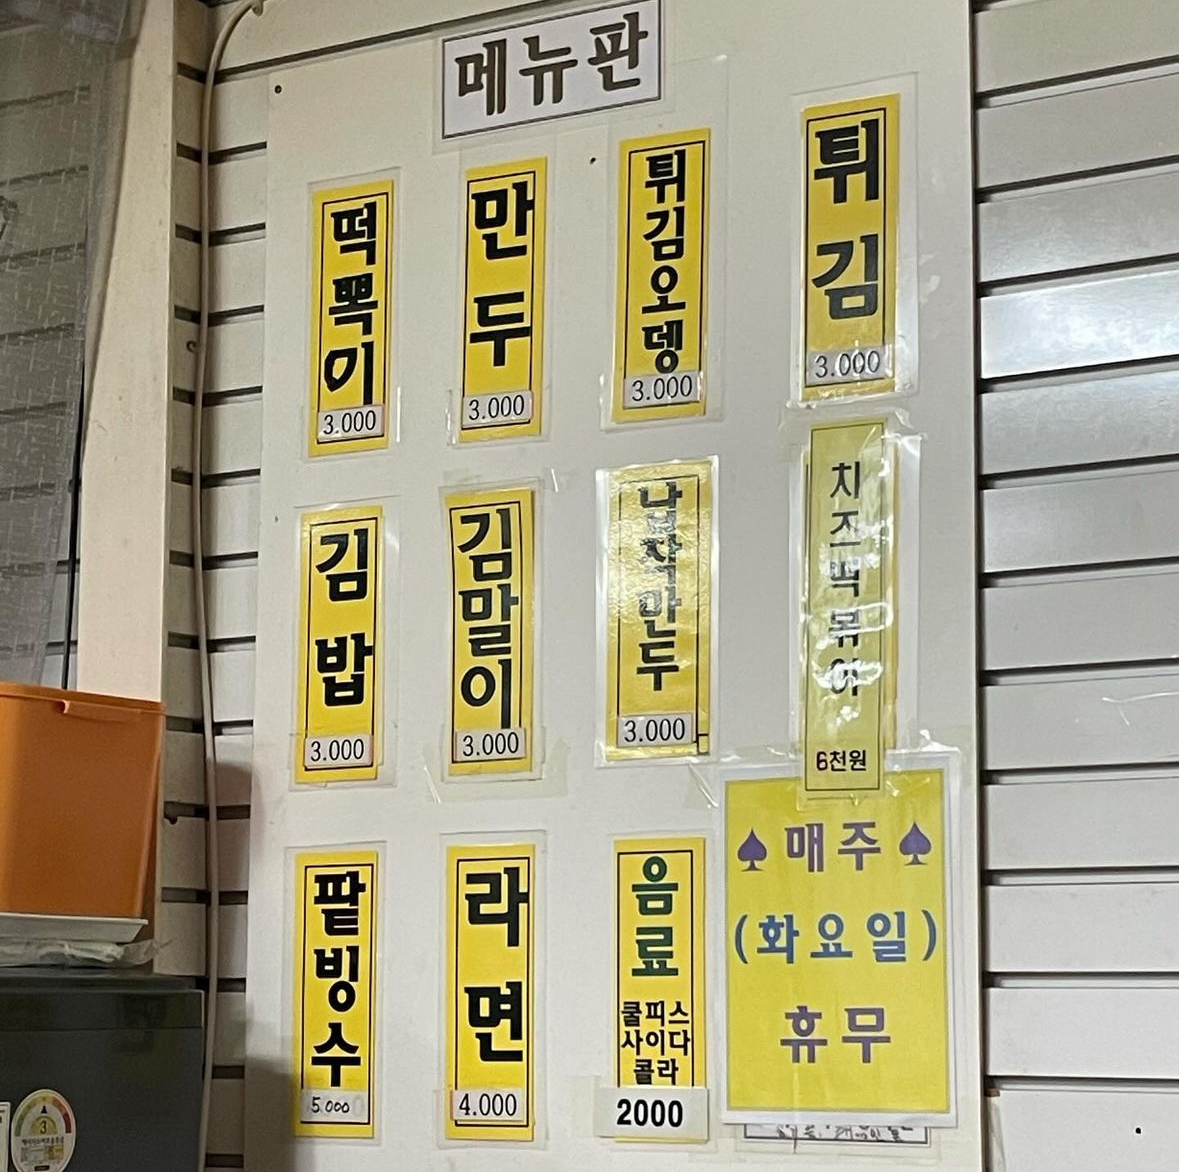 메뉴판
떡뽁이
3.000
만두
3.000
튀김오뎅
3.000
튀김
3.000
김밥
3.000
김말이
3.000
납작만두
3.000
치즈떡볶이
6천원
팥빙수
5.000
라면
4.000
음료
쿨피스
사이다
콜라
2000
♠매주♠
(화요일)
휴무
3